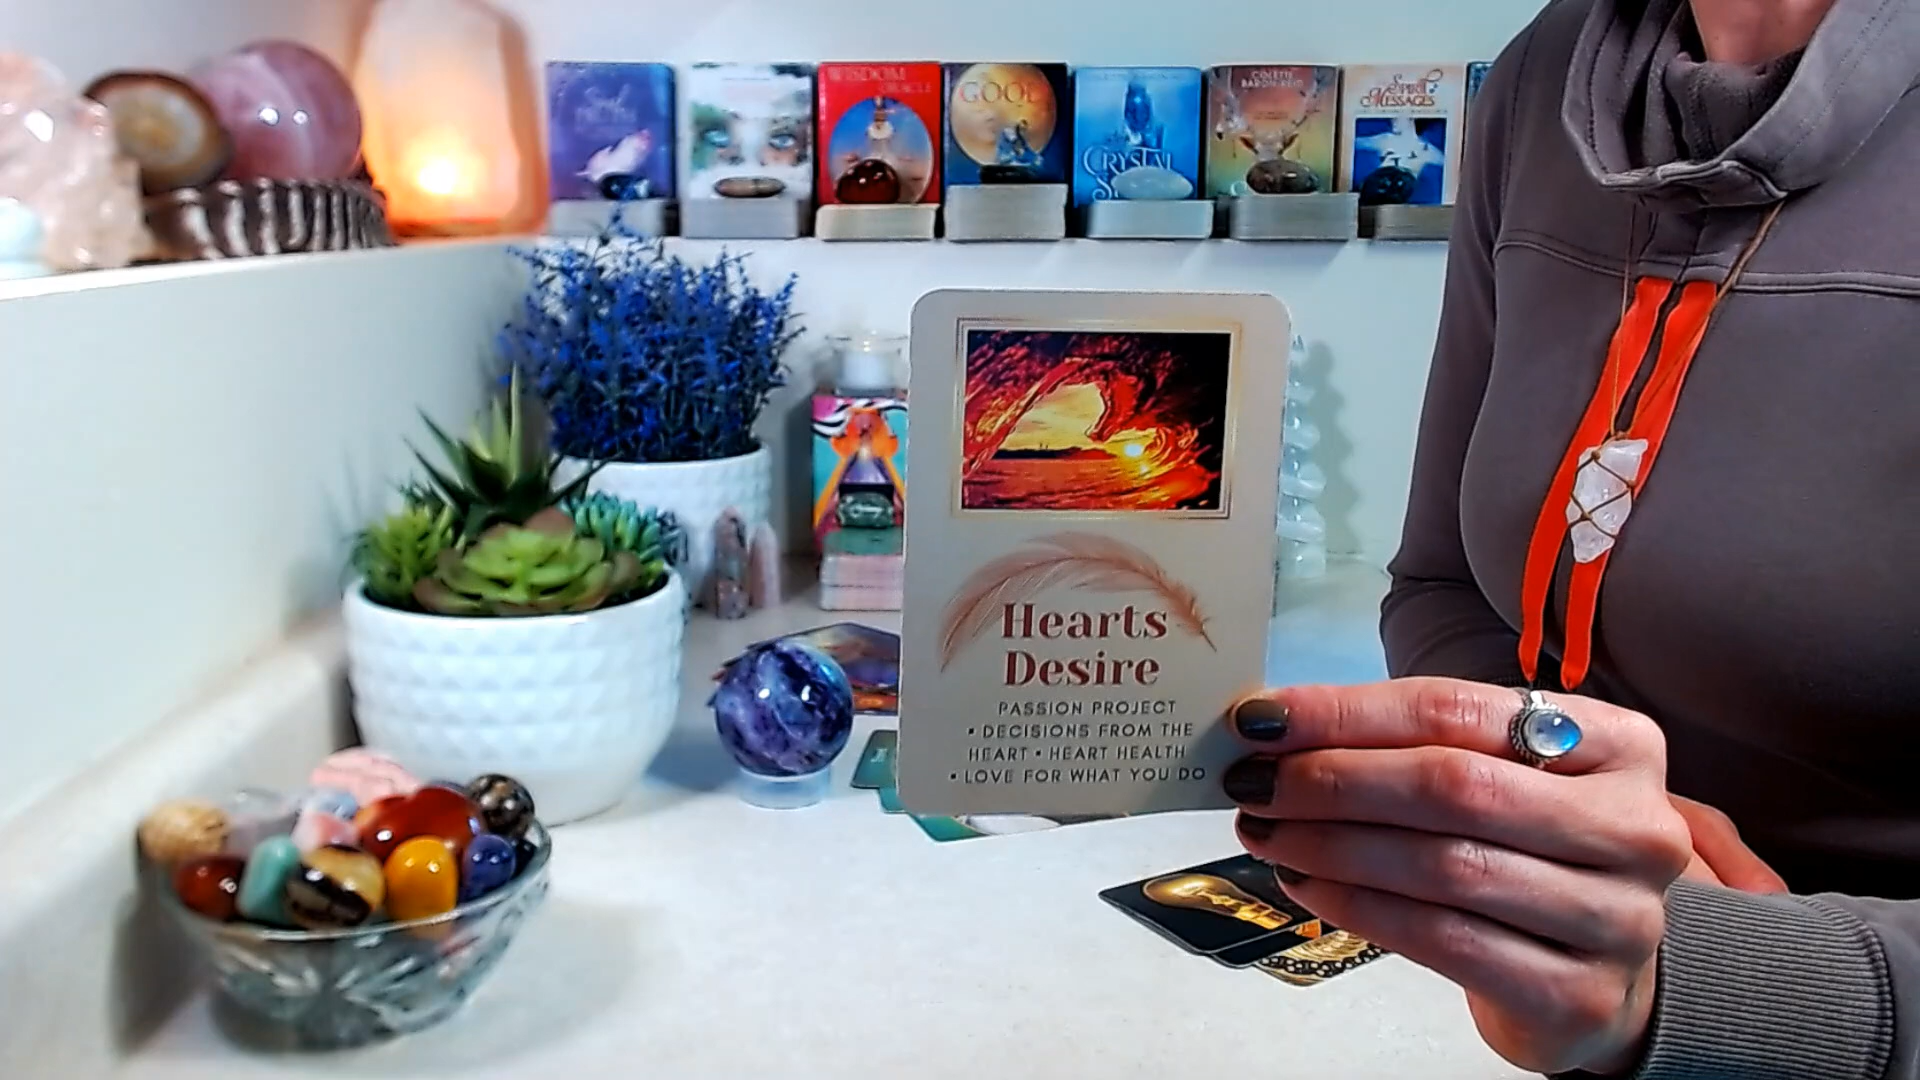 WISDOM
ORACLE
GOOD
CRYSTAL
COLETTE
BARON-REID
Spirit
Messages
Hearts
Desire
PASSION PROJECT
▪ DECISIONS FROM THE
HEART ▪ HEART HEALTH
▪ LOVE FOR WHAT YOU DO